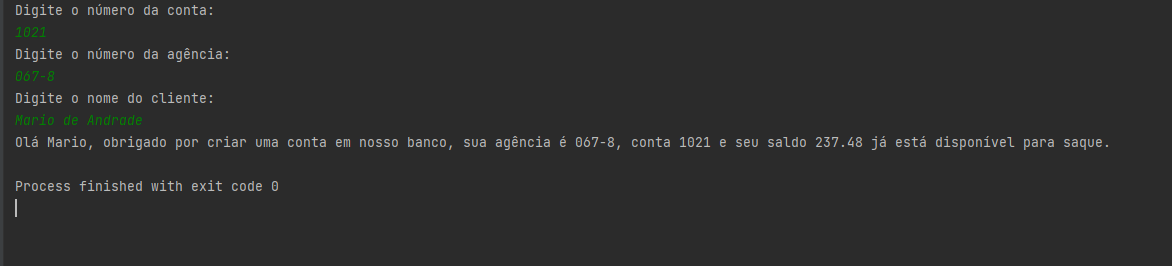 Digite o número da conta:
1021
Digite o número da agência:
067-8
Digite o nome do cliente:
Mario de Andrade
Olá Mario, obrigado por criar uma conta em nosso banco, sua agência é 067-8, conta 1021 e seu saldo 237.48 já está disponível para saque.
Process finished with exit code 0